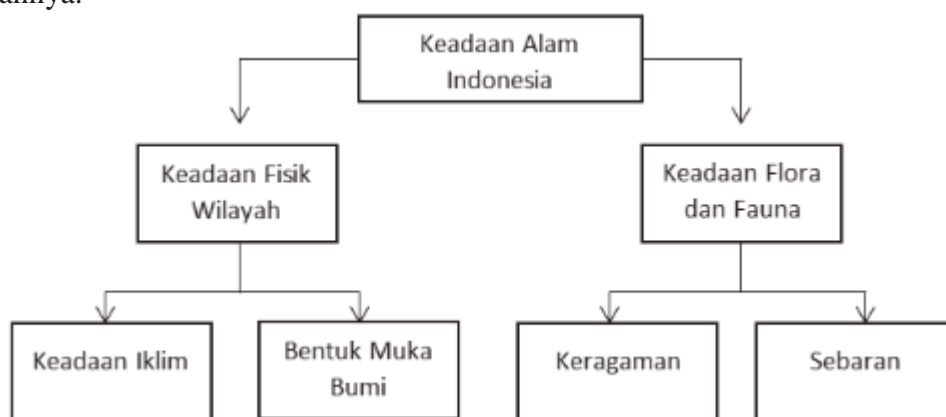 Keadaan Alam
Indonesia
Keadaan Fisik
Wilayah
Keadaan Flora
dan Fauna
Keadaan Iklim
Bentuk Muka
Bumi
Keragaman
Sebaran